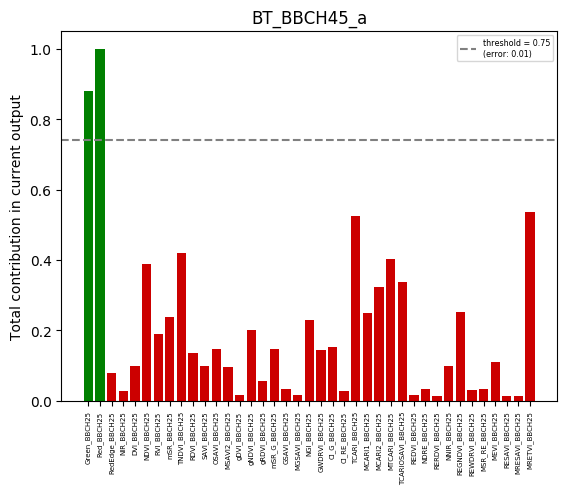 BT_BBCH45_a
threshold = 0.75
(error: 0.01)
Total contribution in current output
1.0
0.8
0.6
0.4
0.2
0.0
Green_BBCH25
Red_BBCH25
RedEdge_BBCH25
NIR_BBCH25
DVI_BBCH25
NDVI_BBCH25
RVI_BBCH25
mSR_BBCH25
TNDVI_BBCH25
RDVI_BBCH25
SAVI_BBCH25
OSAVI_BBCH25
MSAVI2_BBCH25
gDVI_BBCH25
gNDVI_BBCH25
gRDVI_BBCH25
mSR_G_BBCH25
GSAVI_BBCH25
MGSAVI_BBCH25
NGI_BBCH25
GWDRVI_BBCH25
CI_G_BBCH25
CI_RE_BBCH25
TCARI_BBCH25
MCARI1_BBCH25
MCARI2_BBCH25
MTCARI_BBCH25
TCARIOSAVI_BBCH25
REDVI_BBCH25
NDRE_BBCH25
RERDVI_BBCH25
NNIR_BBCH25
REGNDVI_BBCH25
REWDRVI_BBCH25
MSR_RE_BBCH25
MEVI_BBCH25
RESAVI_BBCH25
MRESAVI_BBCH25
MRETVI_BBCH25